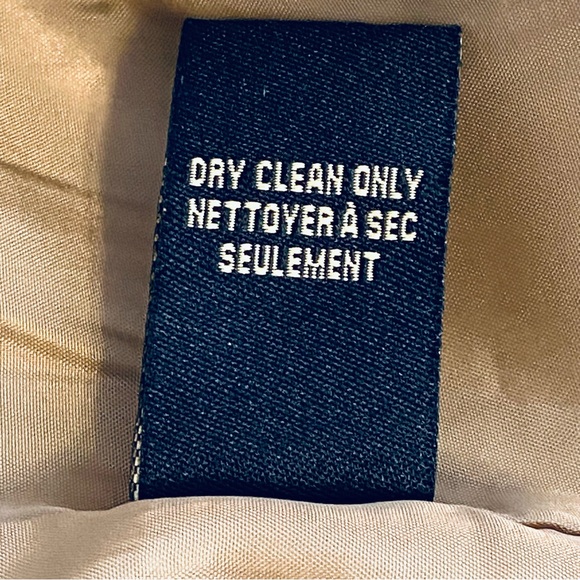 DRY CLEAN ONLY
NETTOYER À SEC
SEULEMENT